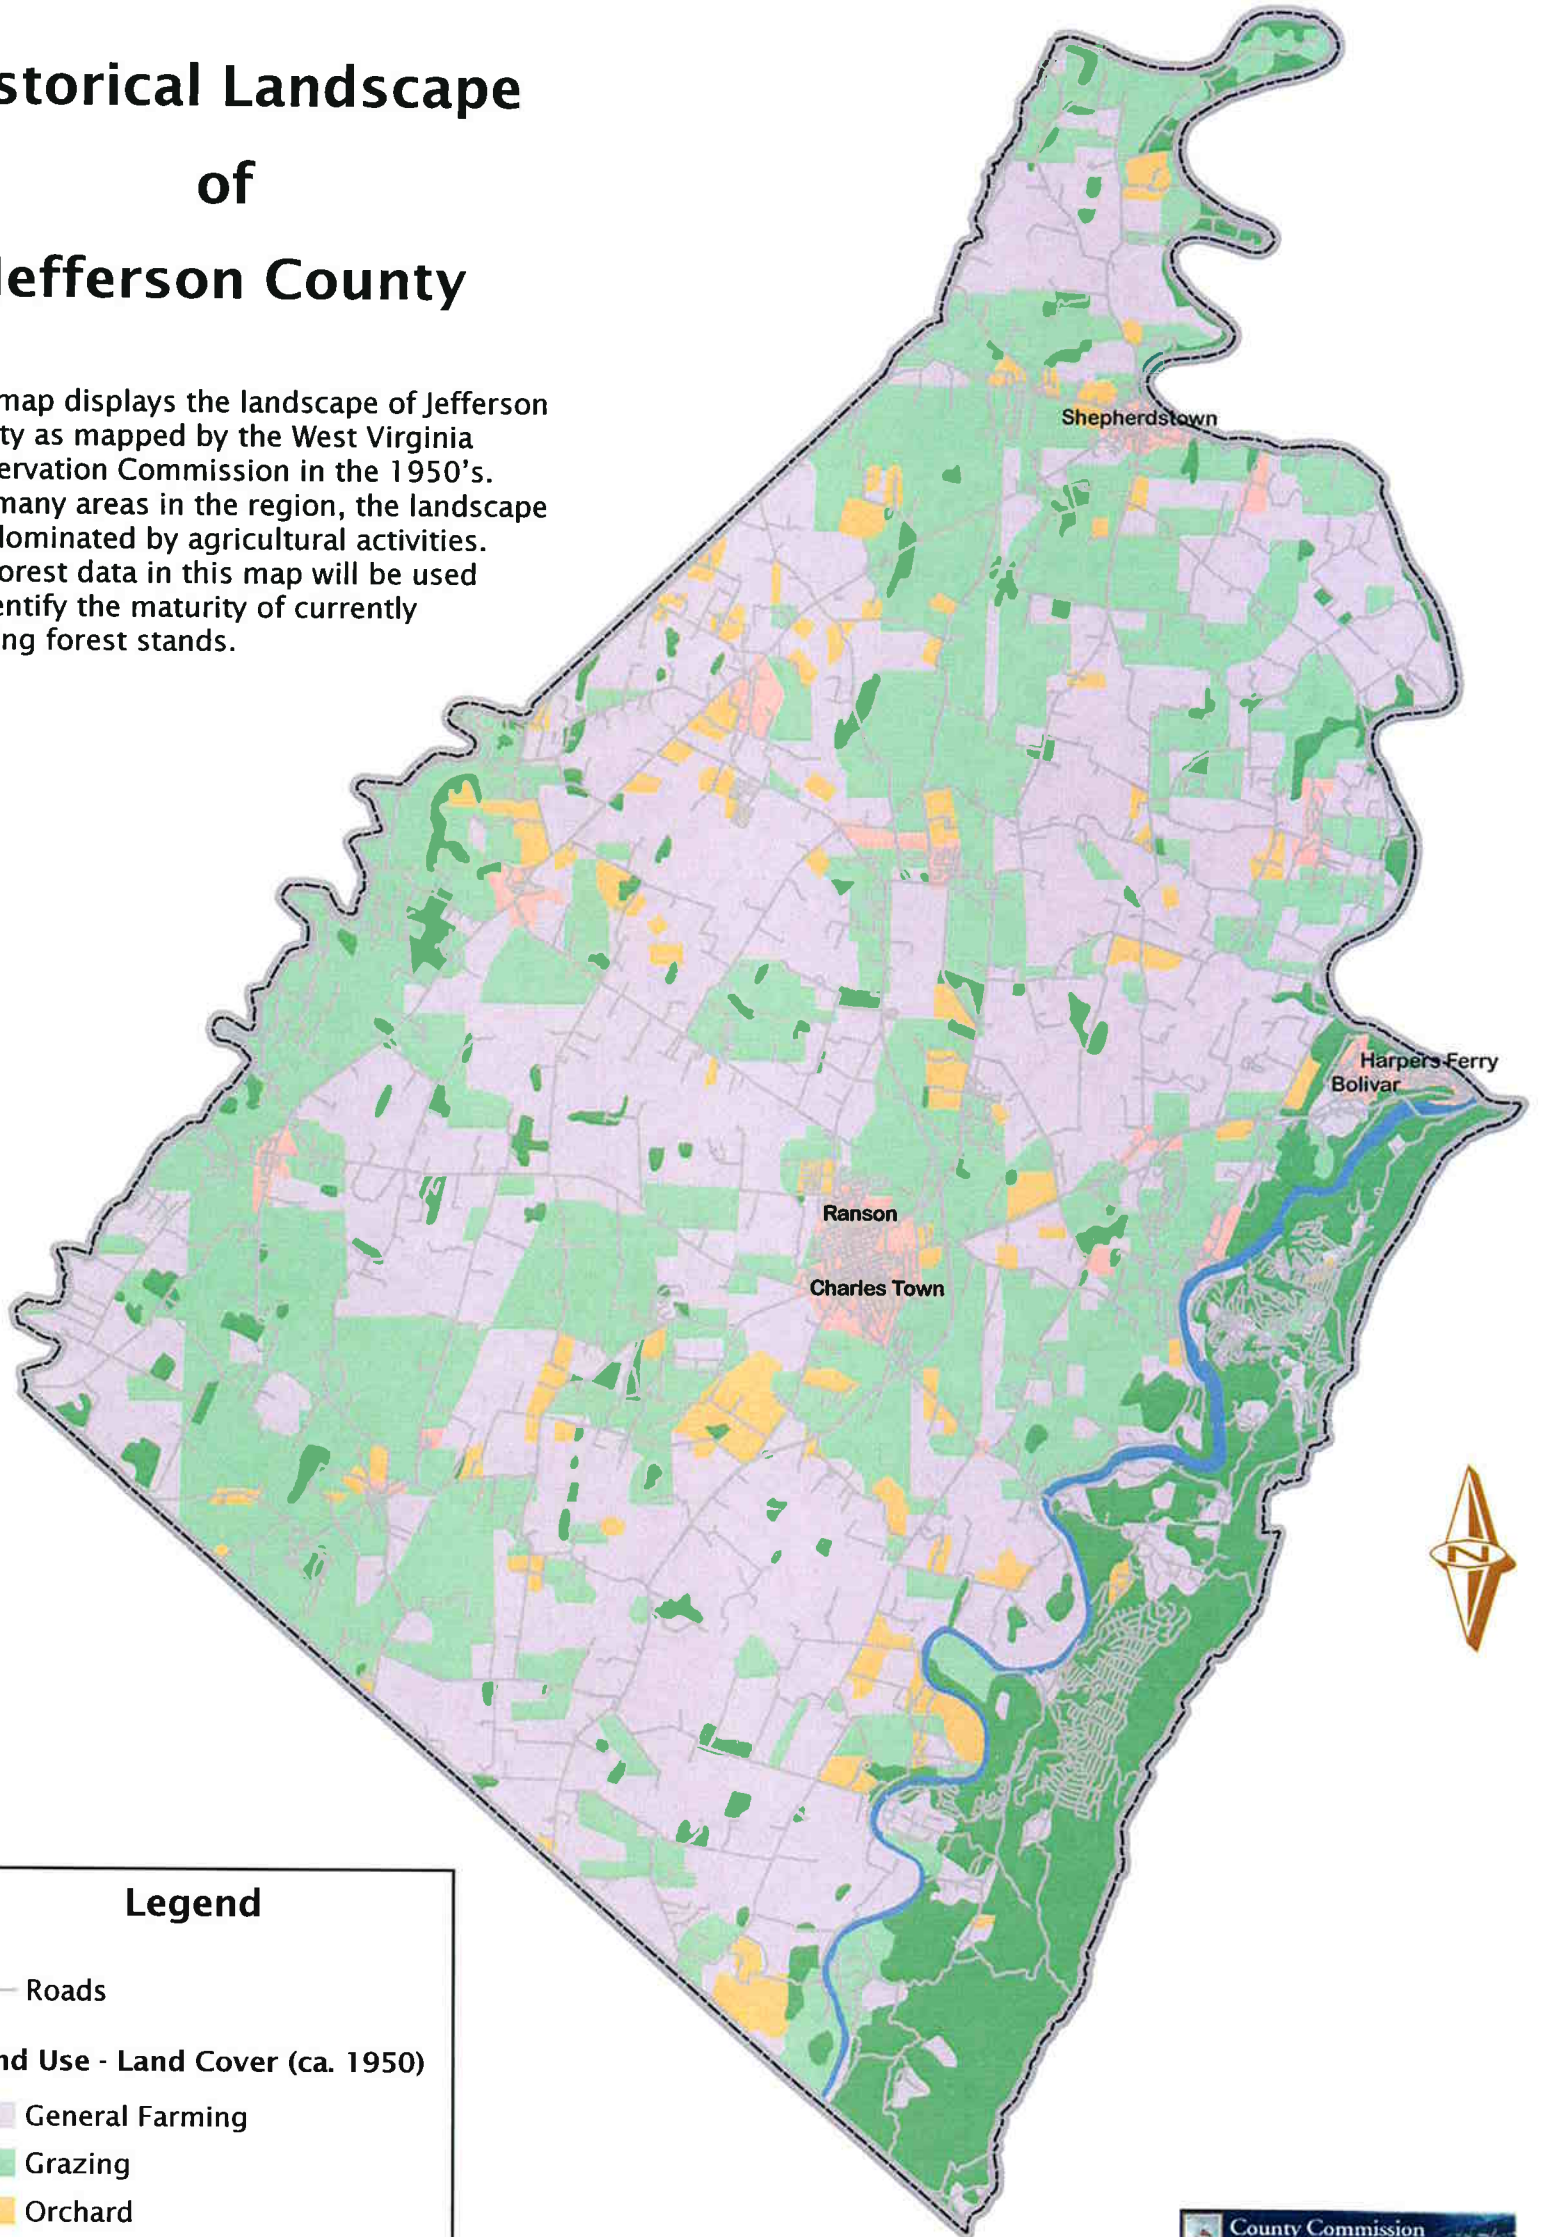 storical Landscape
of
Jefferson County
map displays the landscape of Jefferson
ty as mapped by the West Virginia
ervation Commission in the 1950's.
many areas in the region, the landscape
dominated by agricultural activities.
orest data in this map will be used
entify the maturity of currently
ng forest stands.
Shepherdstown
Harpers Ferry
Bolivar
Ranson
Charles Town
N
Legend
Roads
nd Use - Land Cover (ca. 1950)
General Farming
Grazing
Orchard
County Commission